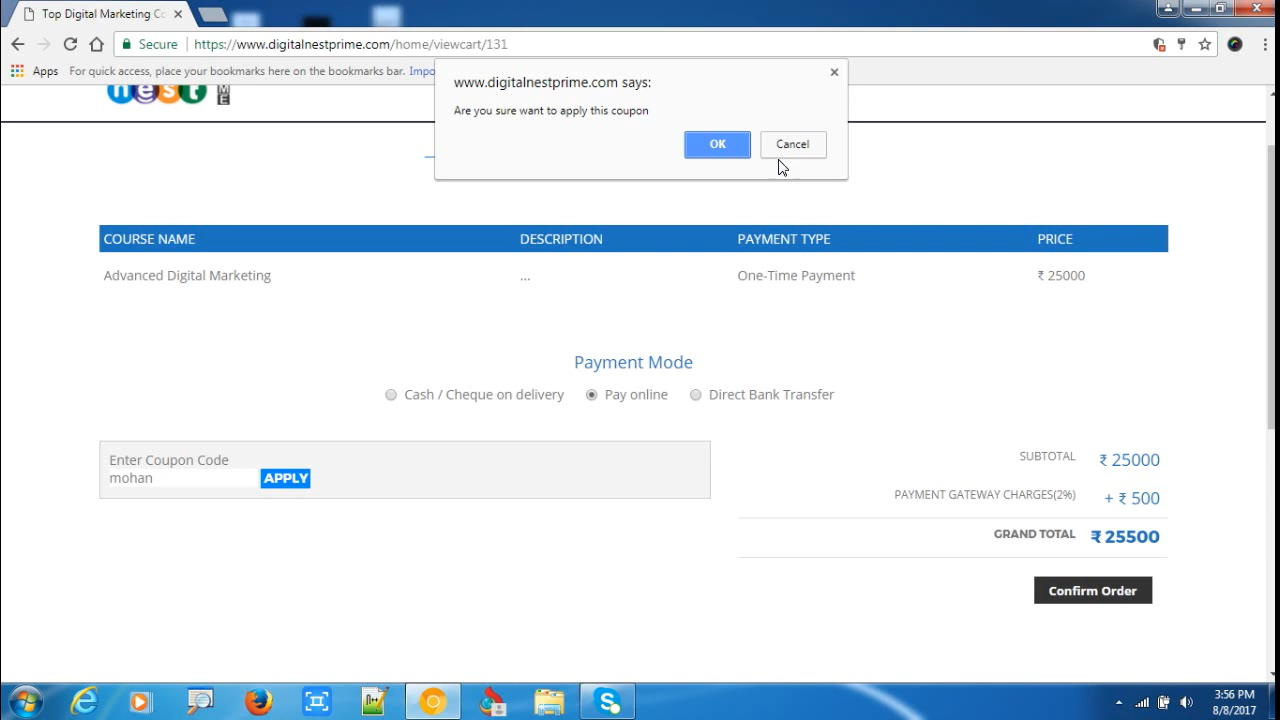 Top Digital Marketing Co
Secure https://www.digitalnestprime.com/home/viewcart/131
Apps For quick access, place your bookmarks here on the bookmarks bar. Impo
nest ME
www.digitalnestprime.com says:
Are you sure want to apply this coupon
OK Cancel
COURSE NAME DESCRIPTION PAYMENT TYPE PRICE
Advanced Digital Marketing ... One-Time Payment ₹ 25000
Payment Mode
Cash / Cheque on delivery Pay online Direct Bank Transfer
Enter Coupon Code
mohan APPLY
SUBTOTAL ₹ 25000
PAYMENT GATEWAY CHARGES(2%) + ₹ 500
GRAND TOTAL ₹ 25500
Confirm Order
3:56 PM
8/8/2017